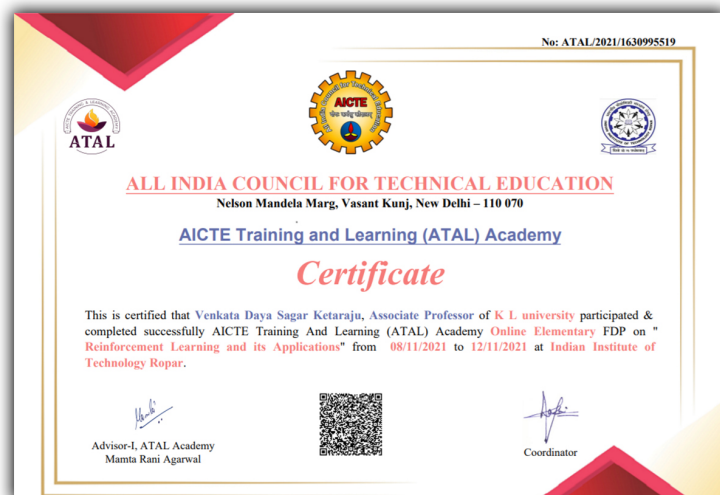 No: ATAL/2021/1630995519
AICTE
ATAL
ALL INDIA COUNCIL FOR TECHNICAL EDUCATION
Nelson Mandela Marg, Vasant Kunj, New Delhi – 110 070
AICTE Training and Learning (ATAL) Academy
Certificate
This is certified that Venkata Daya Sagar Ketaraju, Associate Professor of K L university participated &
completed successfully AICTE Training And Learning (ATAL) Academy Online Elementary FDP on "
Reinforcement Learning and its Applications" from 08/11/2021 to 12/11/2021 at Indian Institute of
Technology Ropar.
Advisor-I, ATAL Academy
Mamta Rani Agarwal
Coordinator